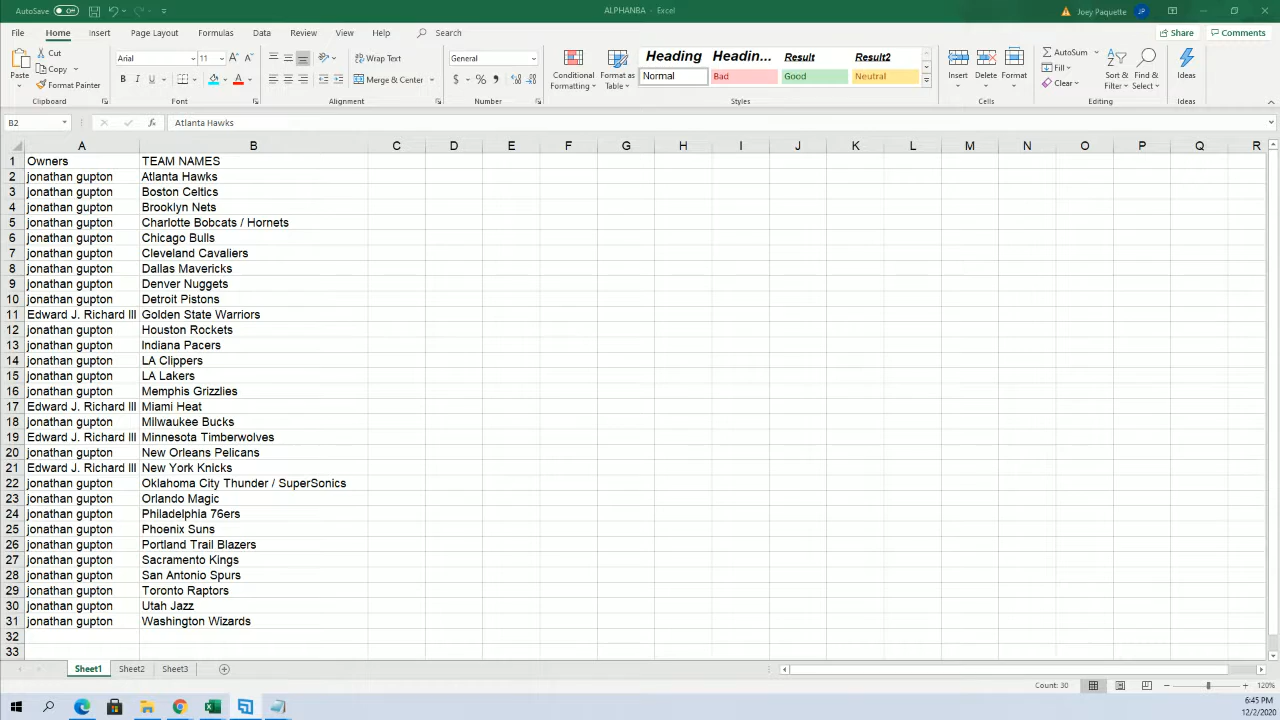 AutoSave Off ALPHANBA - Excel Joey Paquette JP
File Home Insert Page Layout Formulas Data Review View Help Search Share Comments
Paste Cut Copy Format Painter Clipboard
Arial 11 A A B I U A Font
ab Wrap Text Merge & Center Alignment
General $ % , Number
Conditional Formatting Format as Table
Heading Headin... Result Result2
Normal Bad Good Neutral Styles
Insert Delete Format Cells
AutoSum Fill Clear Sort & Filter Find & Select Editing
Ideas Ideas
B2 fx Atlanta Hawks
A B C D E F G H I J K L M N O P Q R
1 Owners TEAM NAMES
2 jonathan gupton Atlanta Hawks
3 jonathan gupton Boston Celtics
4 jonathan gupton Brooklyn Nets
5 jonathan gupton Charlotte Bobcats / Hornets
6 jonathan gupton Chicago Bulls
7 jonathan gupton Cleveland Cavaliers
8 jonathan gupton Dallas Mavericks
9 jonathan gupton Denver Nuggets
10 jonathan gupton Detroit Pistons
11 Edward J. Richard III Golden State Warriors
12 jonathan gupton Houston Rockets
13 jonathan gupton Indiana Pacers
14 jonathan gupton LA Clippers
15 jonathan gupton LA Lakers
16 jonathan gupton Memphis Grizzlies
17 Edward J. Richard III Miami Heat
18 jonathan gupton Milwaukee Bucks
19 Edward J. Richard III Minnesota Timberwolves
20 jonathan gupton New Orleans Pelicans
21 Edward J. Richard III New York Knicks
22 jonathan gupton Oklahoma City Thunder / SuperSonics
23 jonathan gupton Orlando Magic
24 jonathan gupton Philadelphia 76ers
25 jonathan gupton Phoenix Suns
26 jonathan gupton Portland Trail Blazers
27 jonathan gupton Sacramento Kings
28 jonathan gupton San Antonio Spurs
29 jonathan gupton Toronto Raptors
30 jonathan gupton Utah Jazz
31 jonathan gupton Washington Wizards
32
33
Sheet1 Sheet2 Sheet3
Count: 30 120%
6:45 PM
12/2/2020